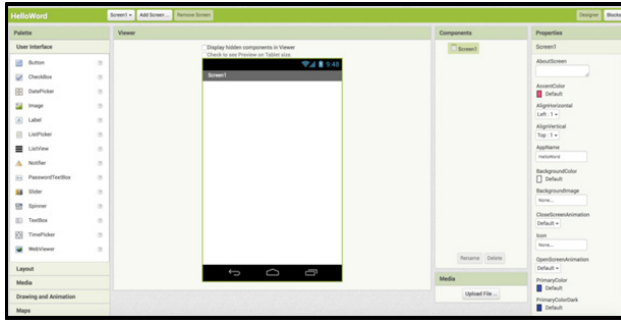 HelloWord
Screen1
Add Screen ...
Remove Screen
Designer
Blocks
Palette
User Interface
Button
CheckBox
DatePicker
Image
Label
ListPicker
ListView
Notifier
PasswordTextBox
Slider
Spinner
TextBox
TimePicker
WebViewer
Layout
Media
Drawing and Animation
Maps
Viewer
Display hidden components in Viewer
Check to see Preview on Tablet size.
9:48
Screen1
Components
Screen1
Rename
Delete
Media
Upload File ...
Properties
Screen1
AboutScreen
AccentColor
Default
AlignHorizontal
Left : 1
AlignVertical
Top : 1
AppName
HelloWord
BackgroundColor
Default
BackgroundImage
None...
CloseScreenAnimation
Default
Icon
None...
OpenScreenAnimation
Default
PrimaryColor
Default
PrimaryColorDark
Default